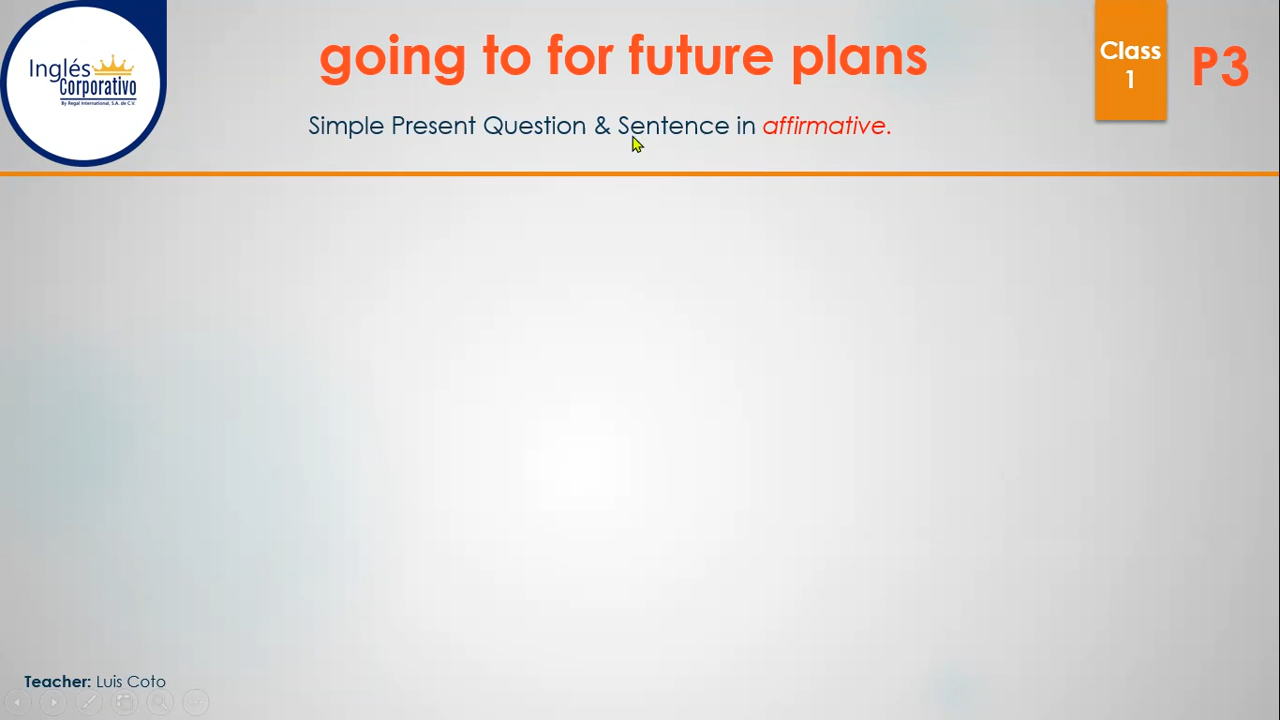 Inglés
Corporativo
By Regal International, S.A. de C.V.
going to for future plans
Class
1
P3
Simple Present Question & Sentence in affirmative.
Teacher: Luis Coto